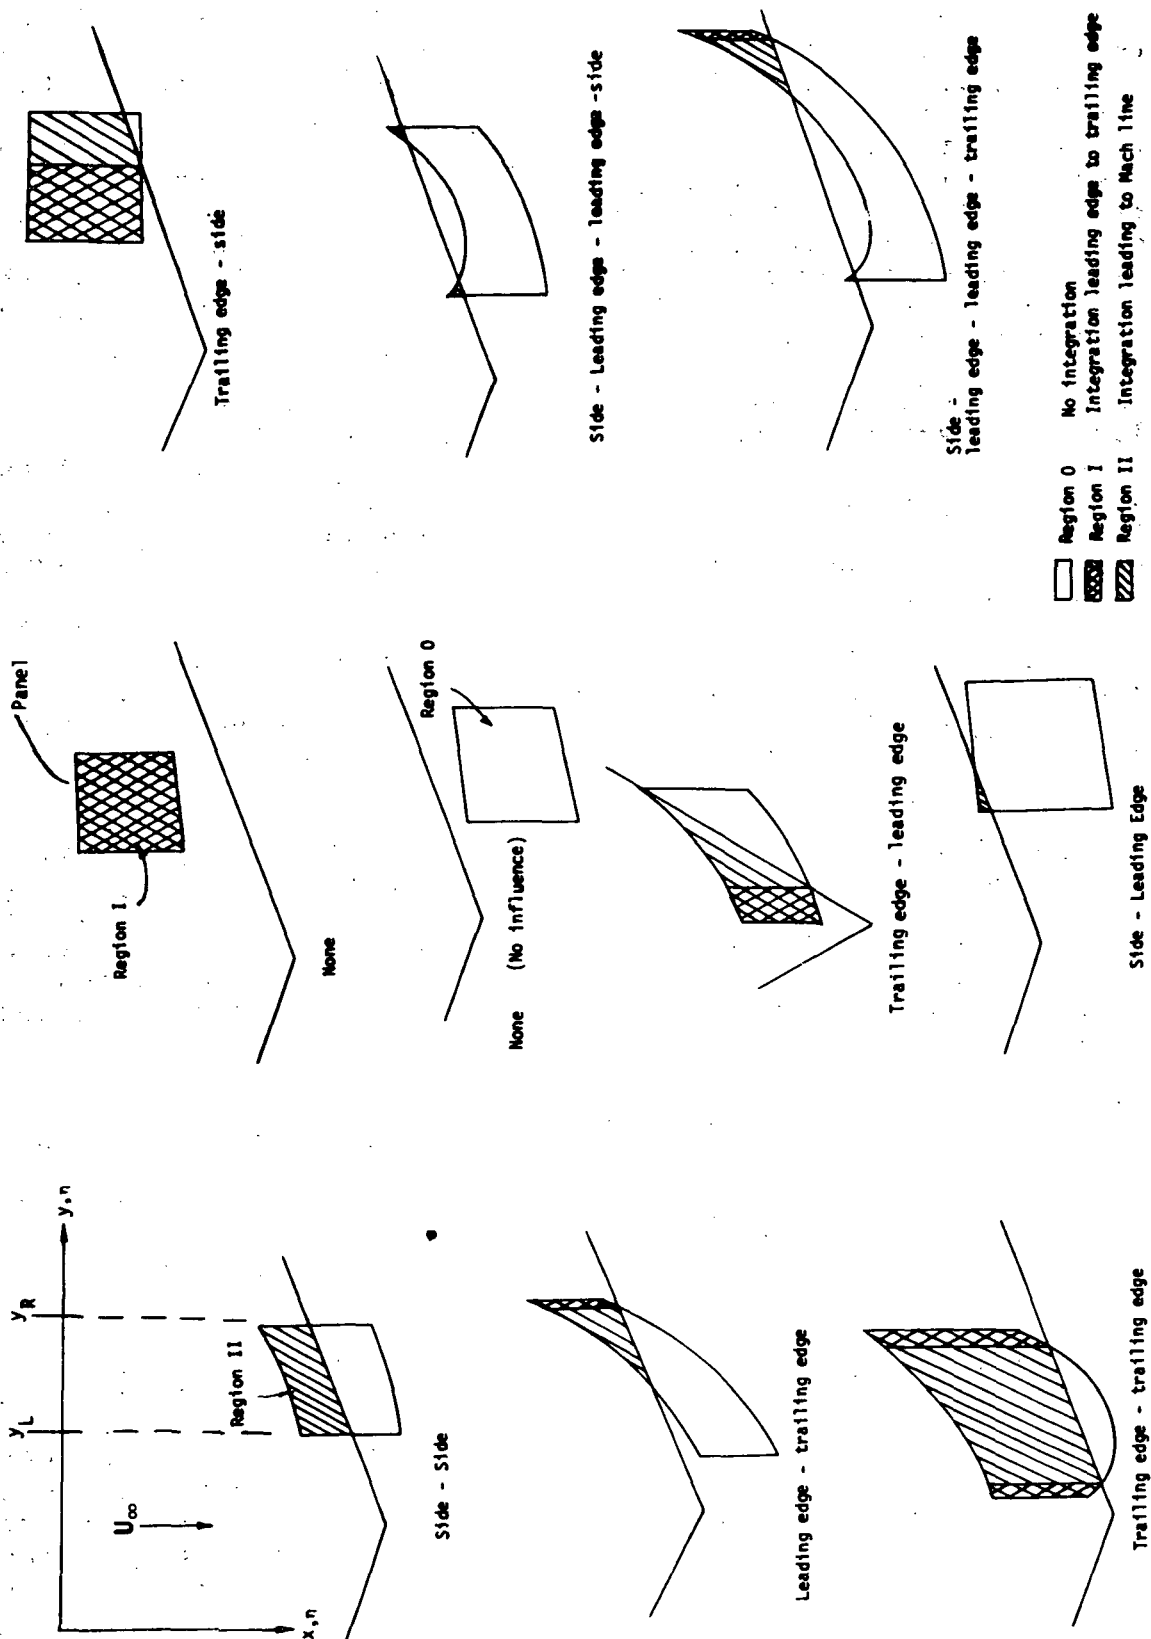 y_L
y_R
y,η
x,η
U∞
Region II
Side - Side
Leading edge - trailing edge
Trailing edge - trailing edge
Panel
Region I
None
Region 0
None (No influence)
Trailing edge - leading edge
Side - Leading Edge
Trailing edge - side
Side - Leading edge - leading edge -side
Side -
leading edge - leading edge - trailing edge
Region 0 No integration
Region I Integration leading edge to trailing edge
Region II Integration leading to Mach line